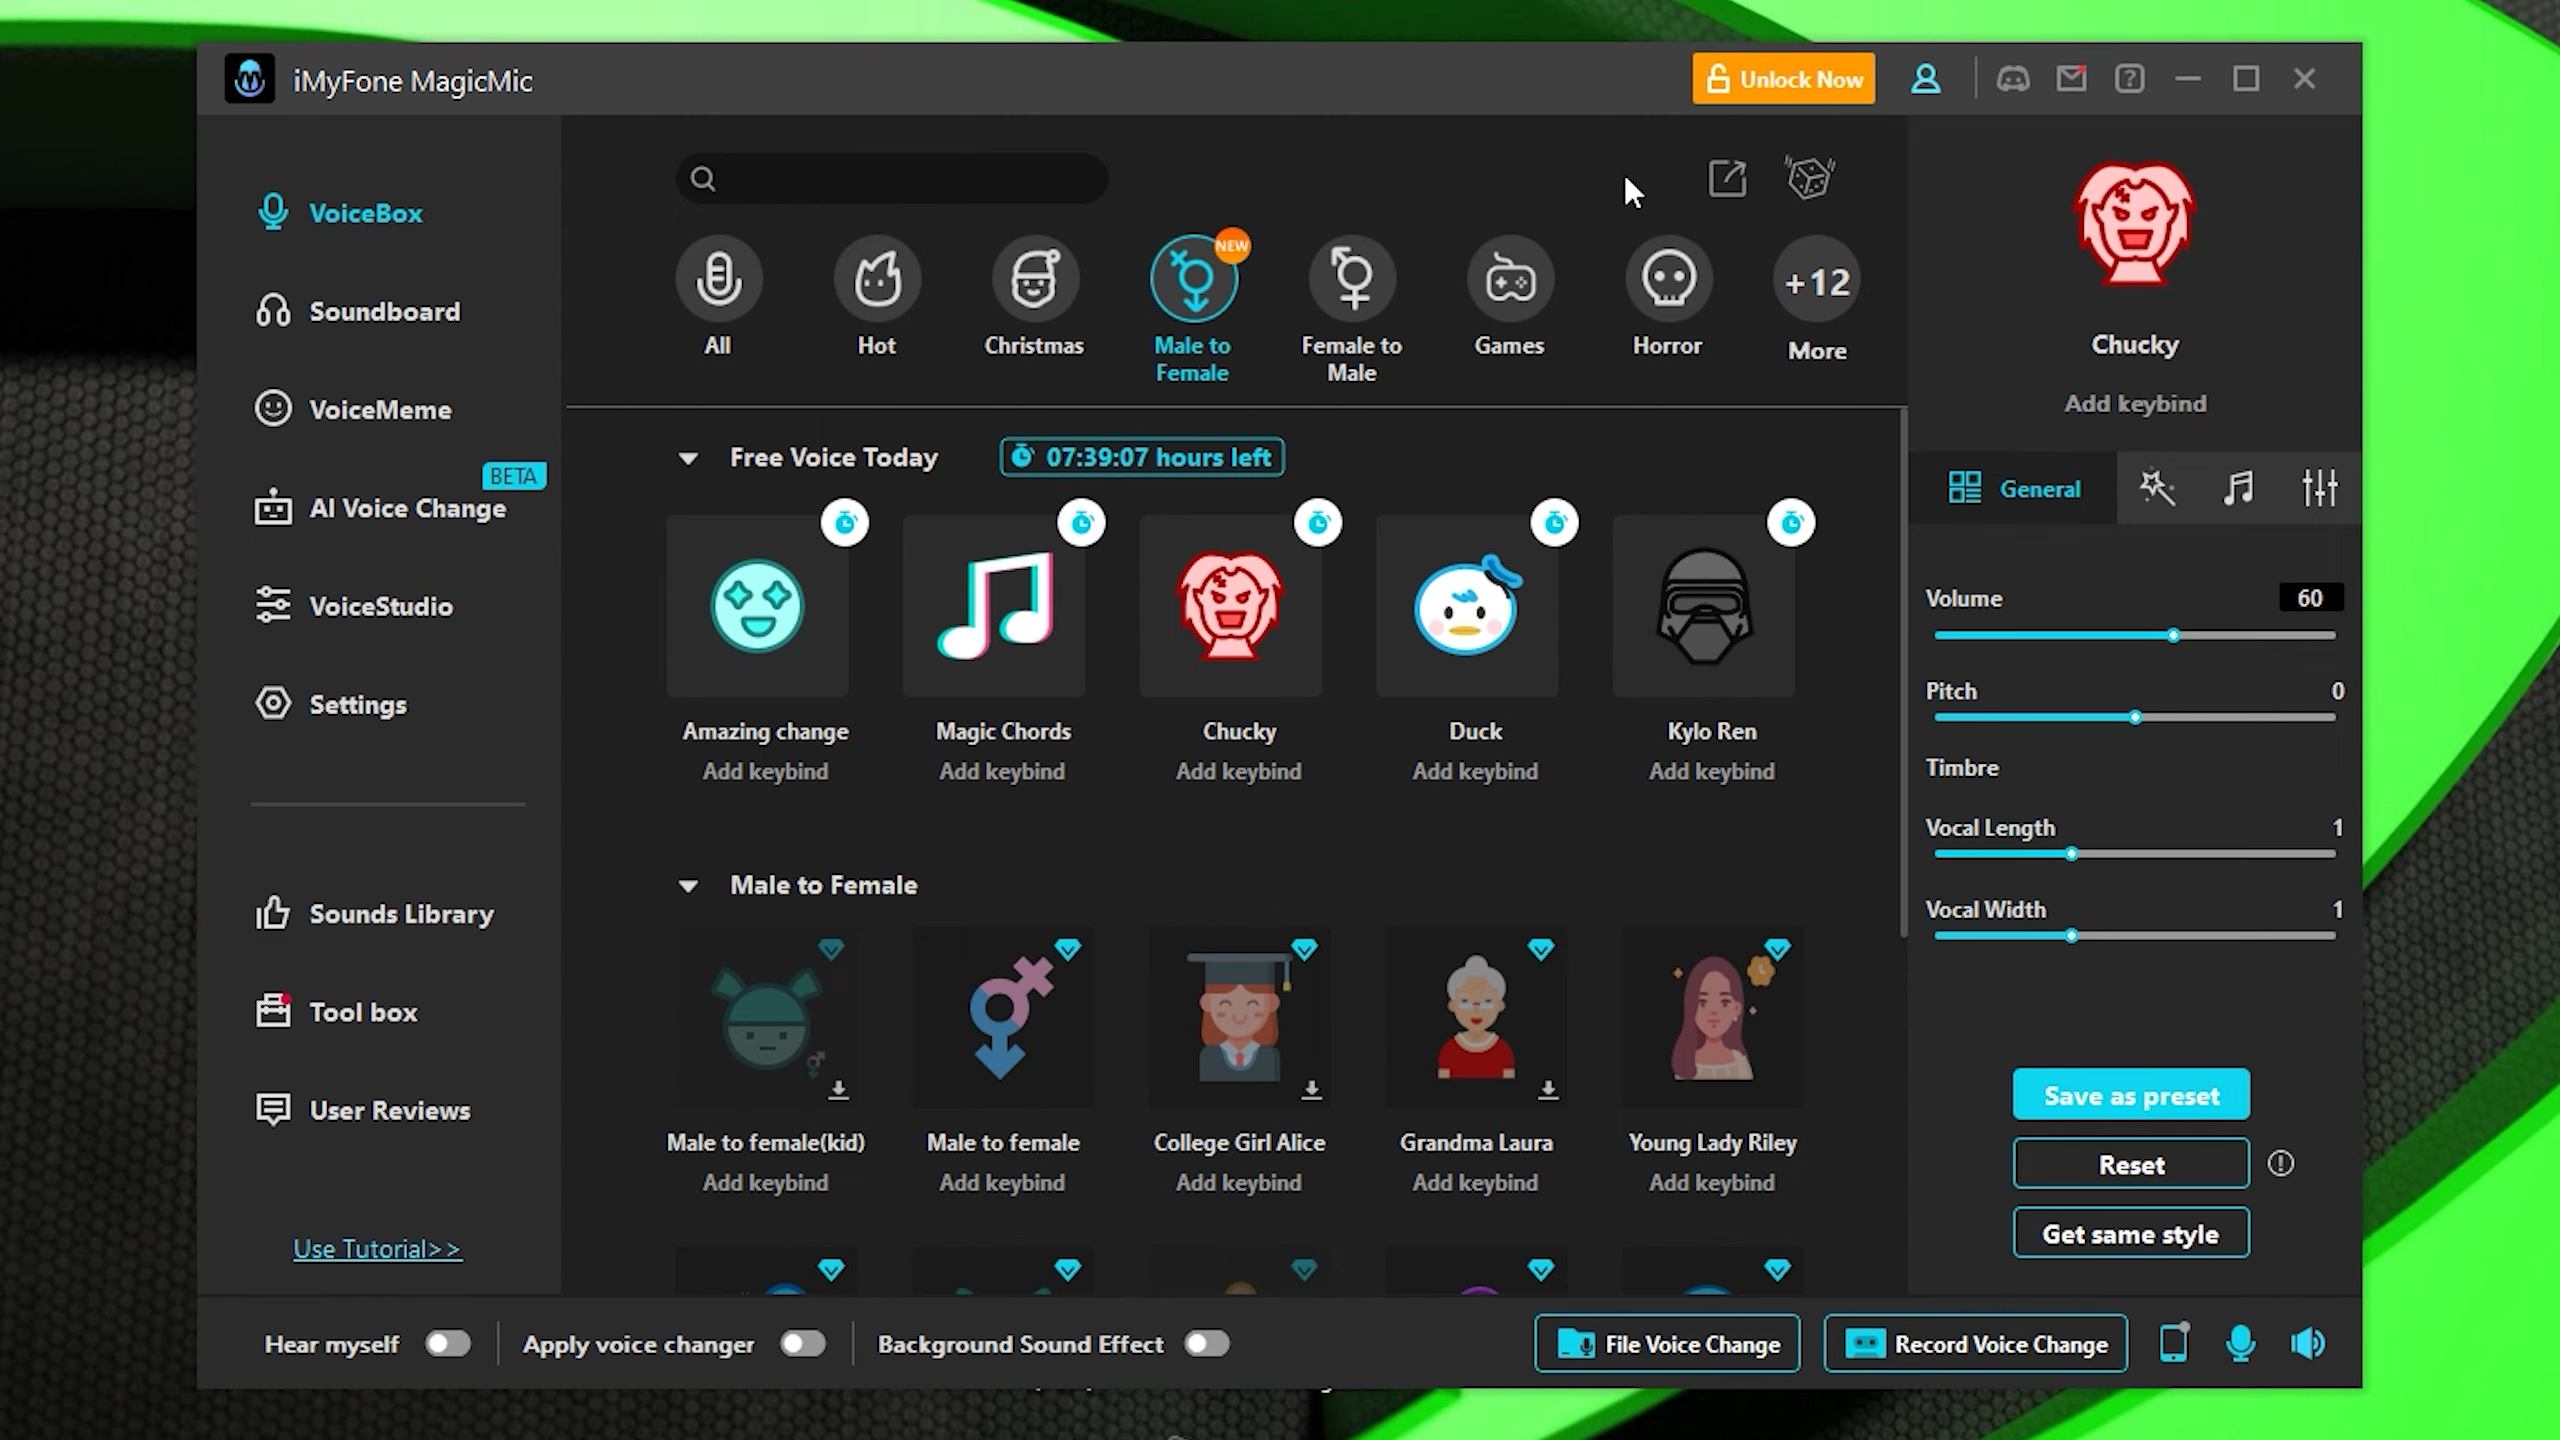 iMyFone MagicMic
Unlock Now
VoiceBox
Soundboard
VoiceMeme
BETA
AI Voice Change
VoiceStudio
Settings
Sounds Library
Tool box
User Reviews
Use Tutorial>>
NEW
+12
All
Hot
Christmas
Male to
Female
Female to
Male
Games
Horror
More
Free Voice Today
07:39:07 hours left
Amazing change
Magic Chords
Chucky
Duck
Kylo Ren
Add keybind
Add keybind
Add keybind
Add keybind
Add keybind
Male to Female
Male to female(kid)
Male to female
College Girl Alice
Grandma Laura
Young Lady Riley
Add keybind
Add keybind
Add keybind
Add keybind
Add keybind
Chucky
Add keybind
General
Volume
60
Pitch
0
Timbre
Vocal Length
1
Vocal Width
1
Save as preset
Reset
Get same style
Hear myself
Apply voice changer
Background Sound Effect
File Voice Change
Record Voice Change